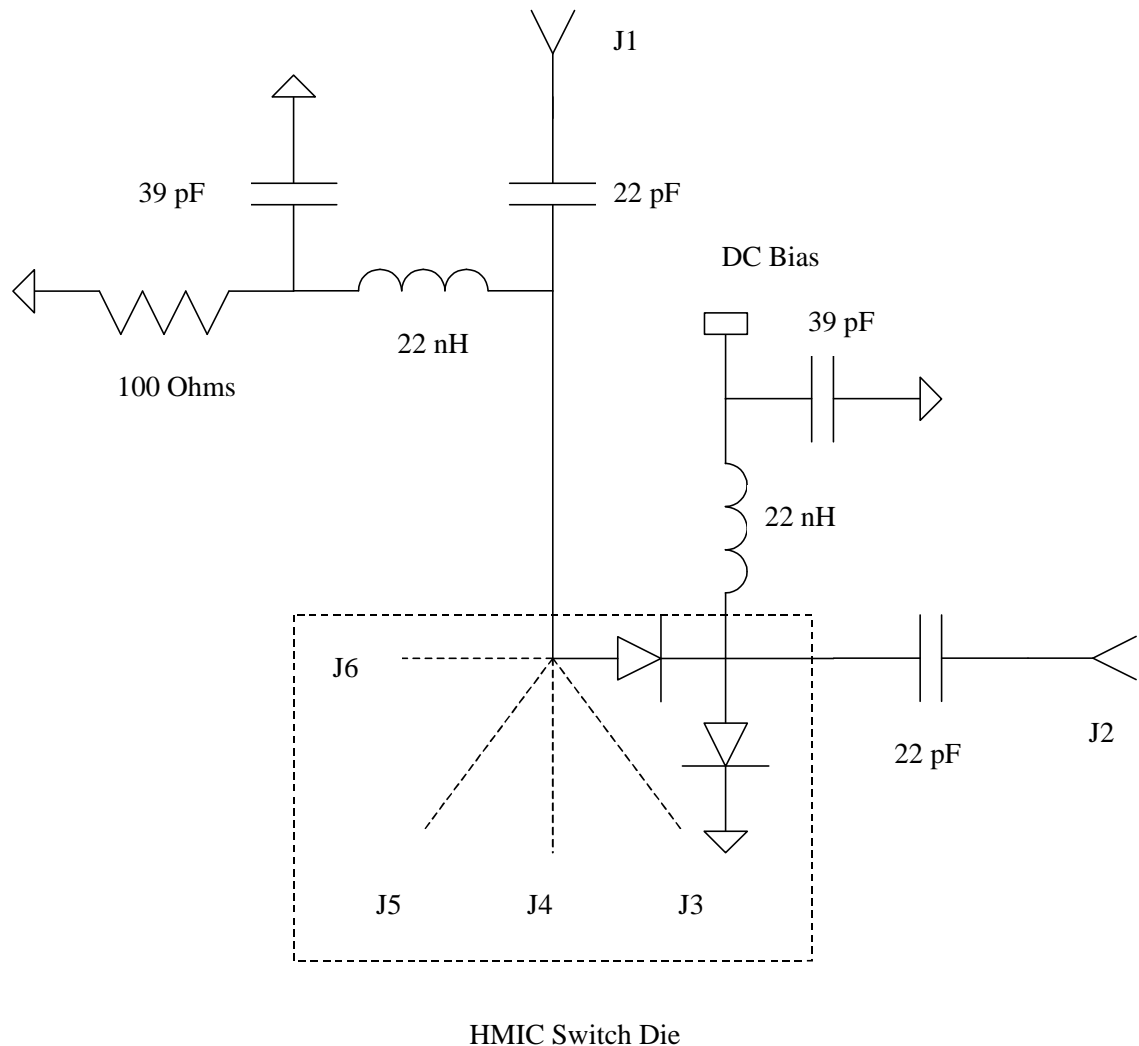 J1
39 pF
22 pF
DC Bias
39 pF
22 nH
100 Ohms
22 nH
J6
J2
22 pF
J5
J4
J3
HMIC Switch Die